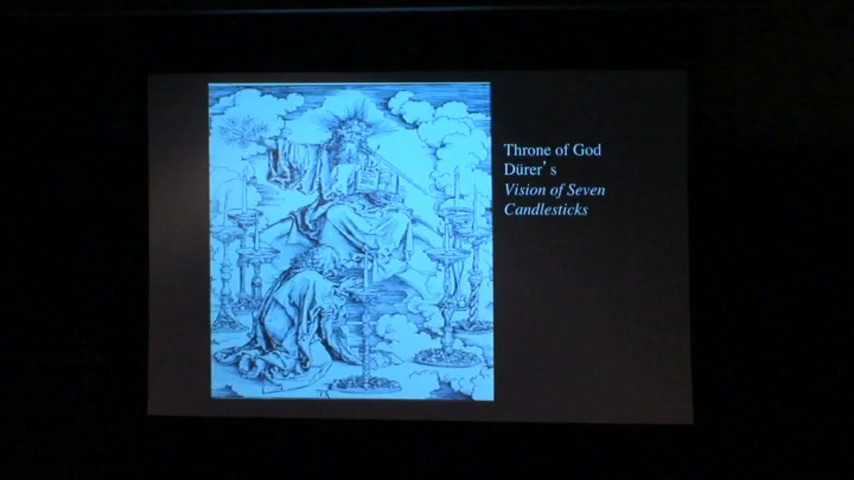 Throne of God
Dürer’s
Vision of Seven
Candlesticks